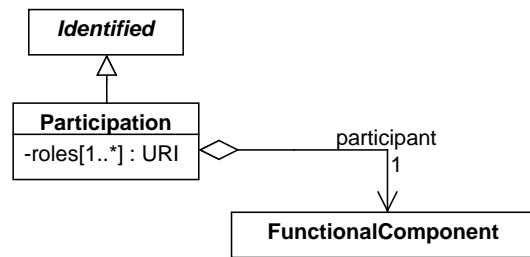 Identified
Participation
-roles[1..*] : URI
participant
1
FunctionalComponent